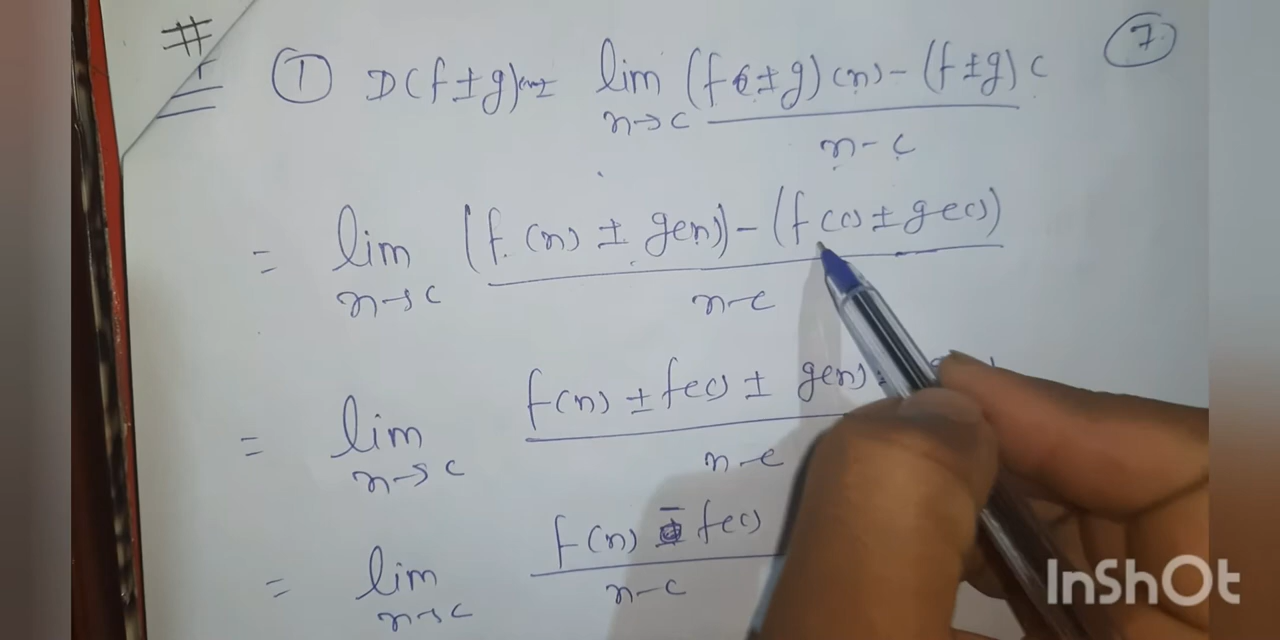 #
① D(f ± g) = lim (f ± g)(n) - (f ± g) c ⑦
n→c n-c
= lim (f(n) ± g(n)) - (f(c) ± g(c))
n→c n-c
= lim f(n) ± f(c) ± g(n)
n→c n-c
= lim f(n) - f(c)
n→c n-c
InShOt